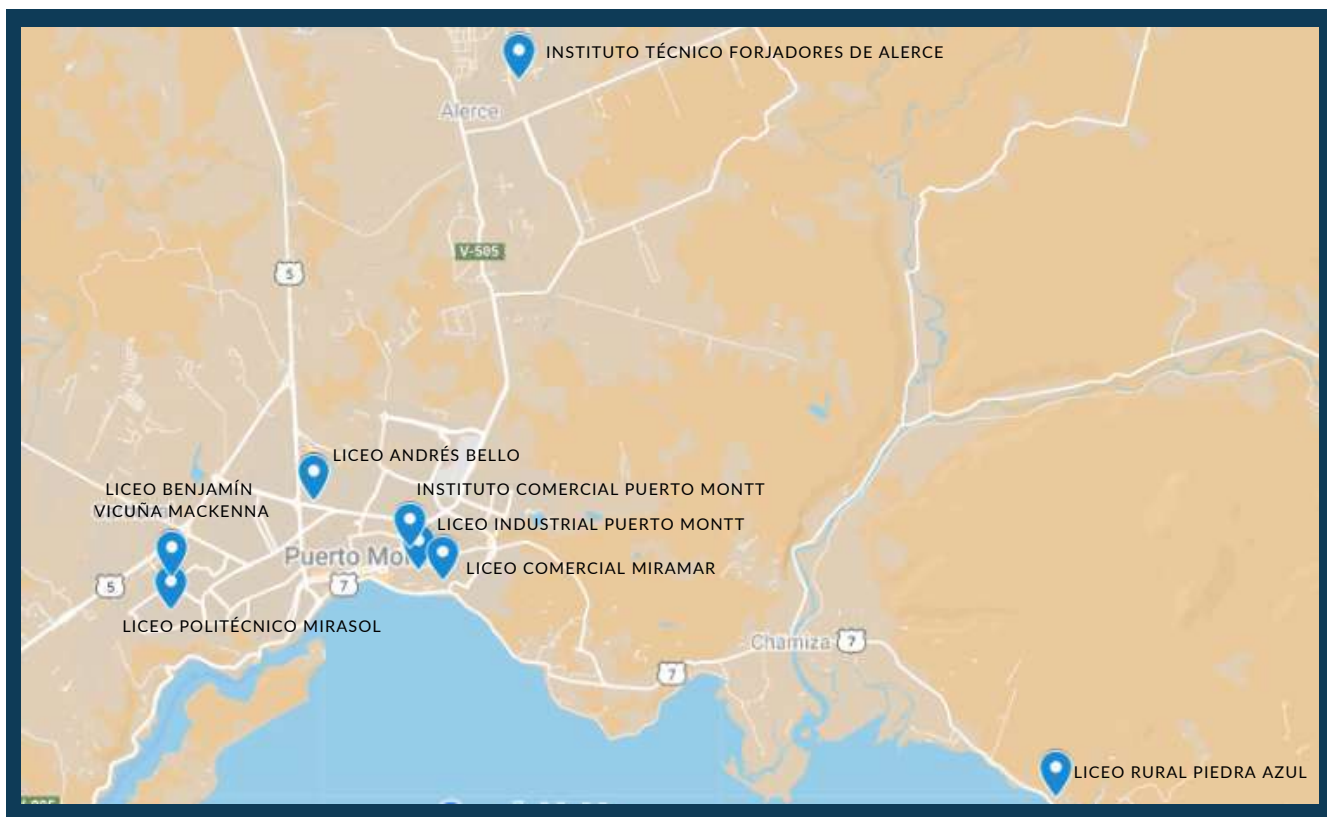 INSTITUTO TÉCNICO FORJADORES DE ALERCE
Alerce
V-505
5
LICEO ANDRÉS BELLO
LICEO BENJAMÍN
VICUÑA MACKENNA
INSTITUTO COMERCIAL PUERTO MONTT
LICEO INDUSTRIAL PUERTO MONTT
Puerto Mo
LICEO COMERCIAL MIRAMAR
5
7
LICEO POLITÉCNICO MIRASOL
Chamiza
7
7
LICEO RURAL PIEDRA AZUL